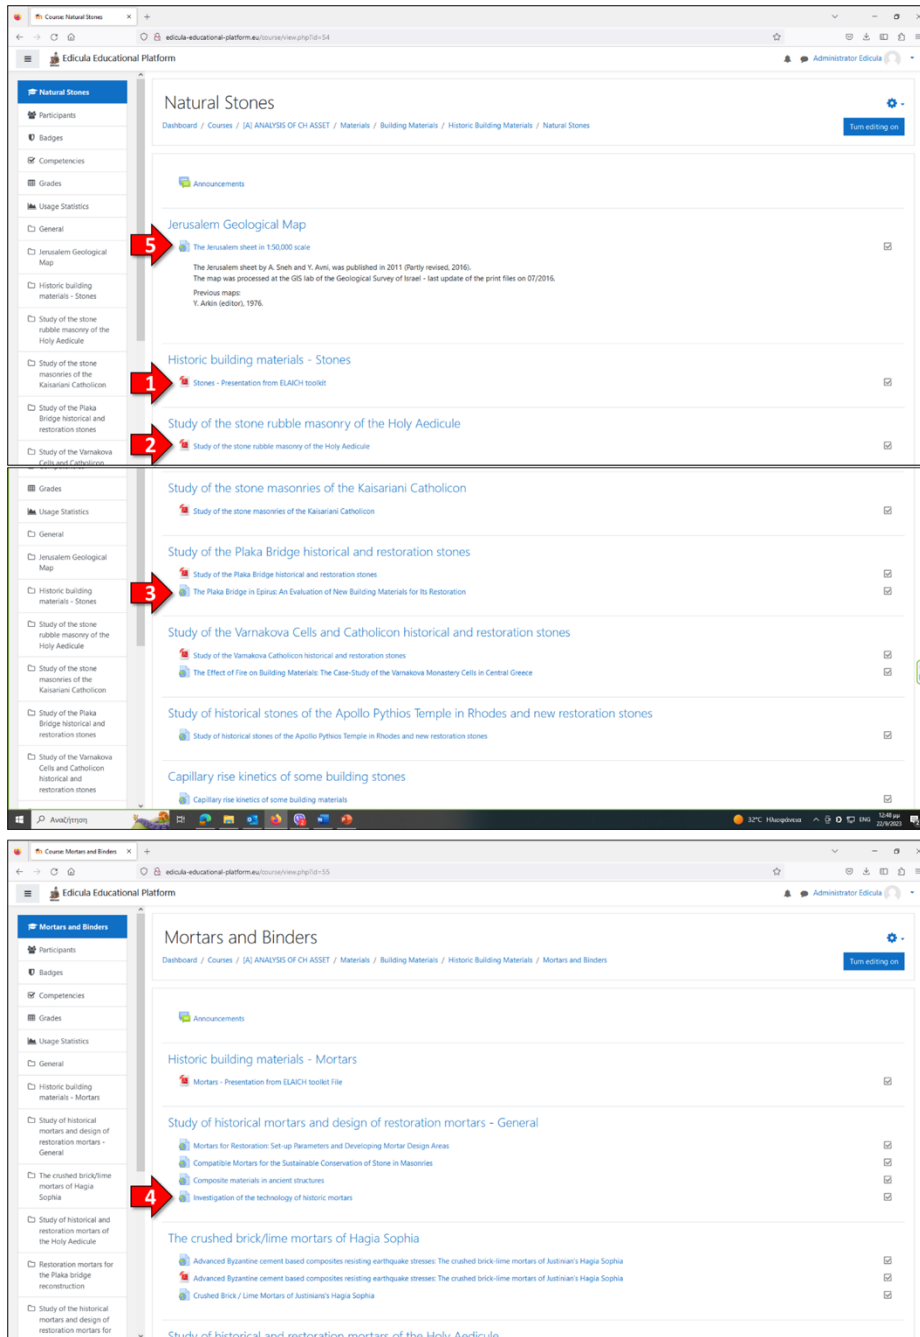 Course: Natural Stones
edicula-educational-platform.eu/course/view.php?id=54
Edicula Educational Platform
Administrator Edicula
Natural Stones
Participants
Badges
Competencies
Grades
Usage Statistics
General
Jerusalem Geological
Map
Historic building
materials - Stones
Study of the stone
rubble masonry of the
Holy Aedicule
Study of the stone
masonries of the
Kaisariani Catholicon
Study of the Plaka
Bridge historical and
restoration stones
Study of the Varnakova
Cells and Catholicon
Natural Stones
Dashboard / Courses / [A] ANALYSIS OF CH ASSET / Materials / Building Materials / Historic Building Materials / Natural Stones
Turn editing on
Announcements
Jerusalem Geological Map
5
The Jerusalem sheet in 1:50,000 scale
The Jerusalem sheet by A. Sneh and Y. Avni, was published in 2011 (Partly revised, 2016).
The map was processed at the GIS lab of the Geological Survey of Israel - last update of the print files on 07/2016.
Previous maps:
Y. Arkin (editor), 1976.
Historic building materials - Stones
1
Stones - Presentation from ELAICH toolkit
Study of the stone rubble masonry of the Holy Aedicule
2
Study of the stone rubble masonry of the Holy Aedicule
Grades
Usage Statistics
General
Jerusalem Geological
Map
Historic building
materials - Stones
Study of the stone
rubble masonry of the
Holy Aedicule
Study of the stone
masonries of the
Kaisariani Catholicon
Study of the Plaka
Bridge historical and
restoration stones
Study of the Varnakova
Cells and Catholicon
historical and
restoration stones
Study of the stone masonries of the Kaisariani Catholicon
Study of the stone masonries of the Kaisariani Catholicon
Study of the Plaka Bridge historical and restoration stones
Study of the Plaka Bridge historical and restoration stones
3
The Plaka Bridge in Epirus: An Evaluation of New Building Materials for Its Restoration
Study of the Varnakova Cells and Catholicon historical and restoration stones
Study of the Varnakova Catholicon historical and restoration stones
The Effect of Fire on Building Materials: The Case-Study of the Varnakova Monastery Cells in Central Greece
Study of historical stones of the Apollo Pythios Temple in Rhodes and new restoration stones
Study of historical stones of the Apollo Pythios Temple in Rhodes and new restoration stones
Capillary rise kinetics of some building stones
Capillary rise kinetics of some building materials
Αναζήτηση
32°C Ηλιοφάνεια
ENG
12:48 μμ
22/9/2023
Course: Mortars and Binders
edicula-educational-platform.eu/course/view.php?id=55
Edicula Educational Platform
Administrator Edicula
Mortars and Binders
Participants
Badges
Competencies
Grades
Usage Statistics
General
Historic building
materials - Mortars
Study of historical
mortars and design of
restoration mortars -
General
The crushed brick/lime
mortars of Hagia
Sophia
Study of historical and
restoration mortars of
the Holy Aedicule
Restoration mortars for
the Plaka bridge
reconstruction
Study of the historical
mortars and design of
restoration mortars for
Mortars and Binders
Dashboard / Courses / [A] ANALYSIS OF CH ASSET / Materials / Building Materials / Historic Building Materials / Mortars and Binders
Turn editing on
Announcements
Historic building materials - Mortars
Mortars - Presentation from ELAICH toolkit File
Study of historical mortars and design of restoration mortars - General
Mortars for Restoration: Set-up Parameters and Developing Mortar Design Areas
Compatible Mortars for the Sustainable Conservation of Stone in Masonries
Composite materials in ancient structures
4
Investigation of the technology of historic mortars
The crushed brick/lime mortars of Hagia Sophia
Advanced Byzantine cement based composites resisting earthquake stresses: The crushed brick-lime mortars of Justinian's Hagia Sophia
Advanced Byzantine cement based composites resisting earthquake stresses: The crushed brick-lime mortars of Justinian's Hagia Sophia
Crushed Brick / Lime Mortars of Justinians's Hagia Sophia
Study of historical and restoration mortars of the Holy Aedicule